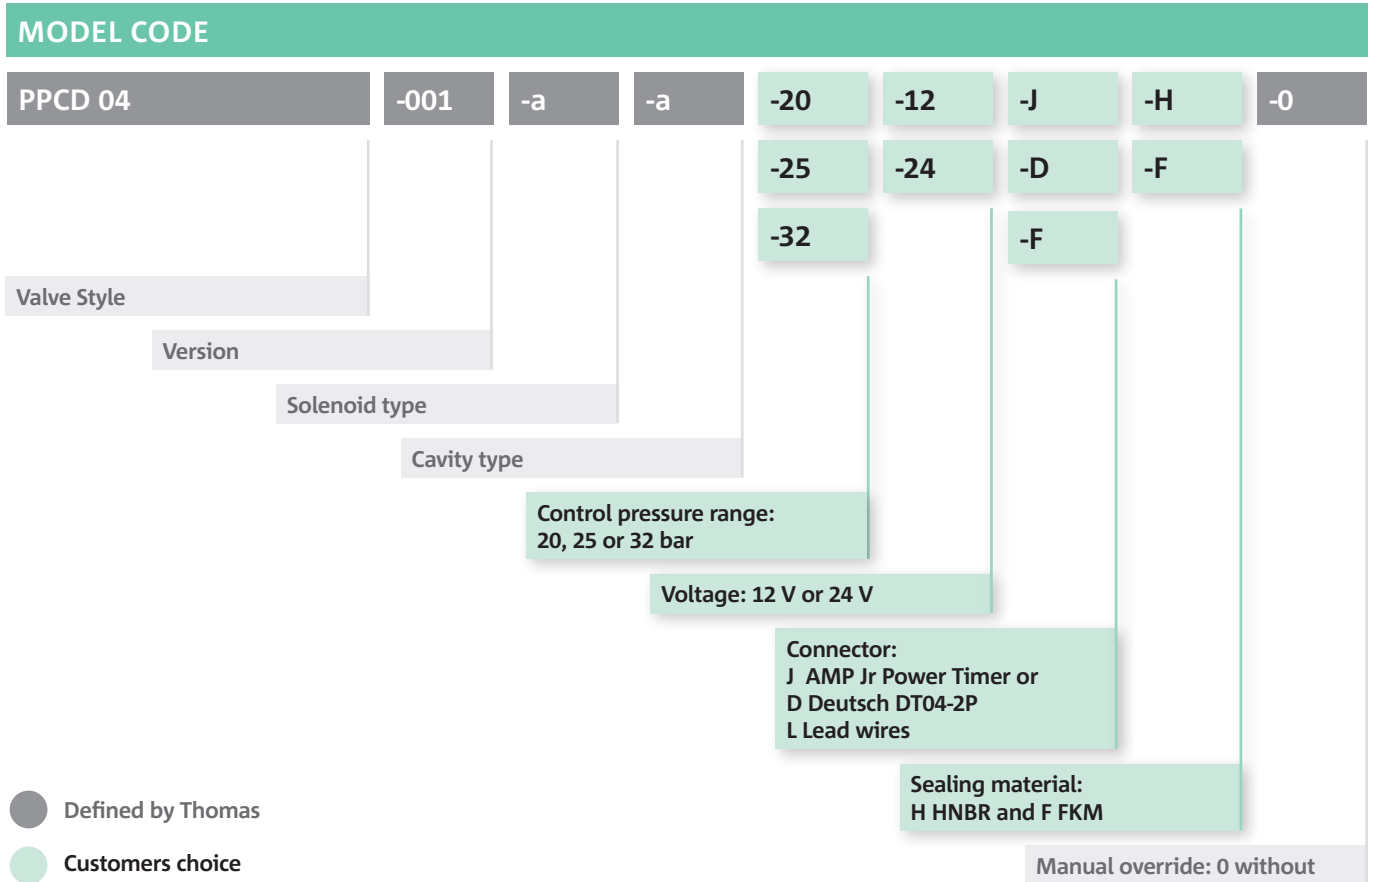 MODEL CODE
PPCD 04 -001 -a -a -20 -12 -J -H -0
-25 -24 -D -F
-32 -F
Valve Style
Version
Solenoid type
Cavity type
Control pressure range:
20, 25 or 32 bar
Voltage: 12 V or 24 V
Connector:
J AMP Jr Power Timer or
D Deutsch DT04-2P
L Lead wires
Sealing material:
H HNBR and F FKM
Defined by Thomas
Customers choice
Manual override: 0 without